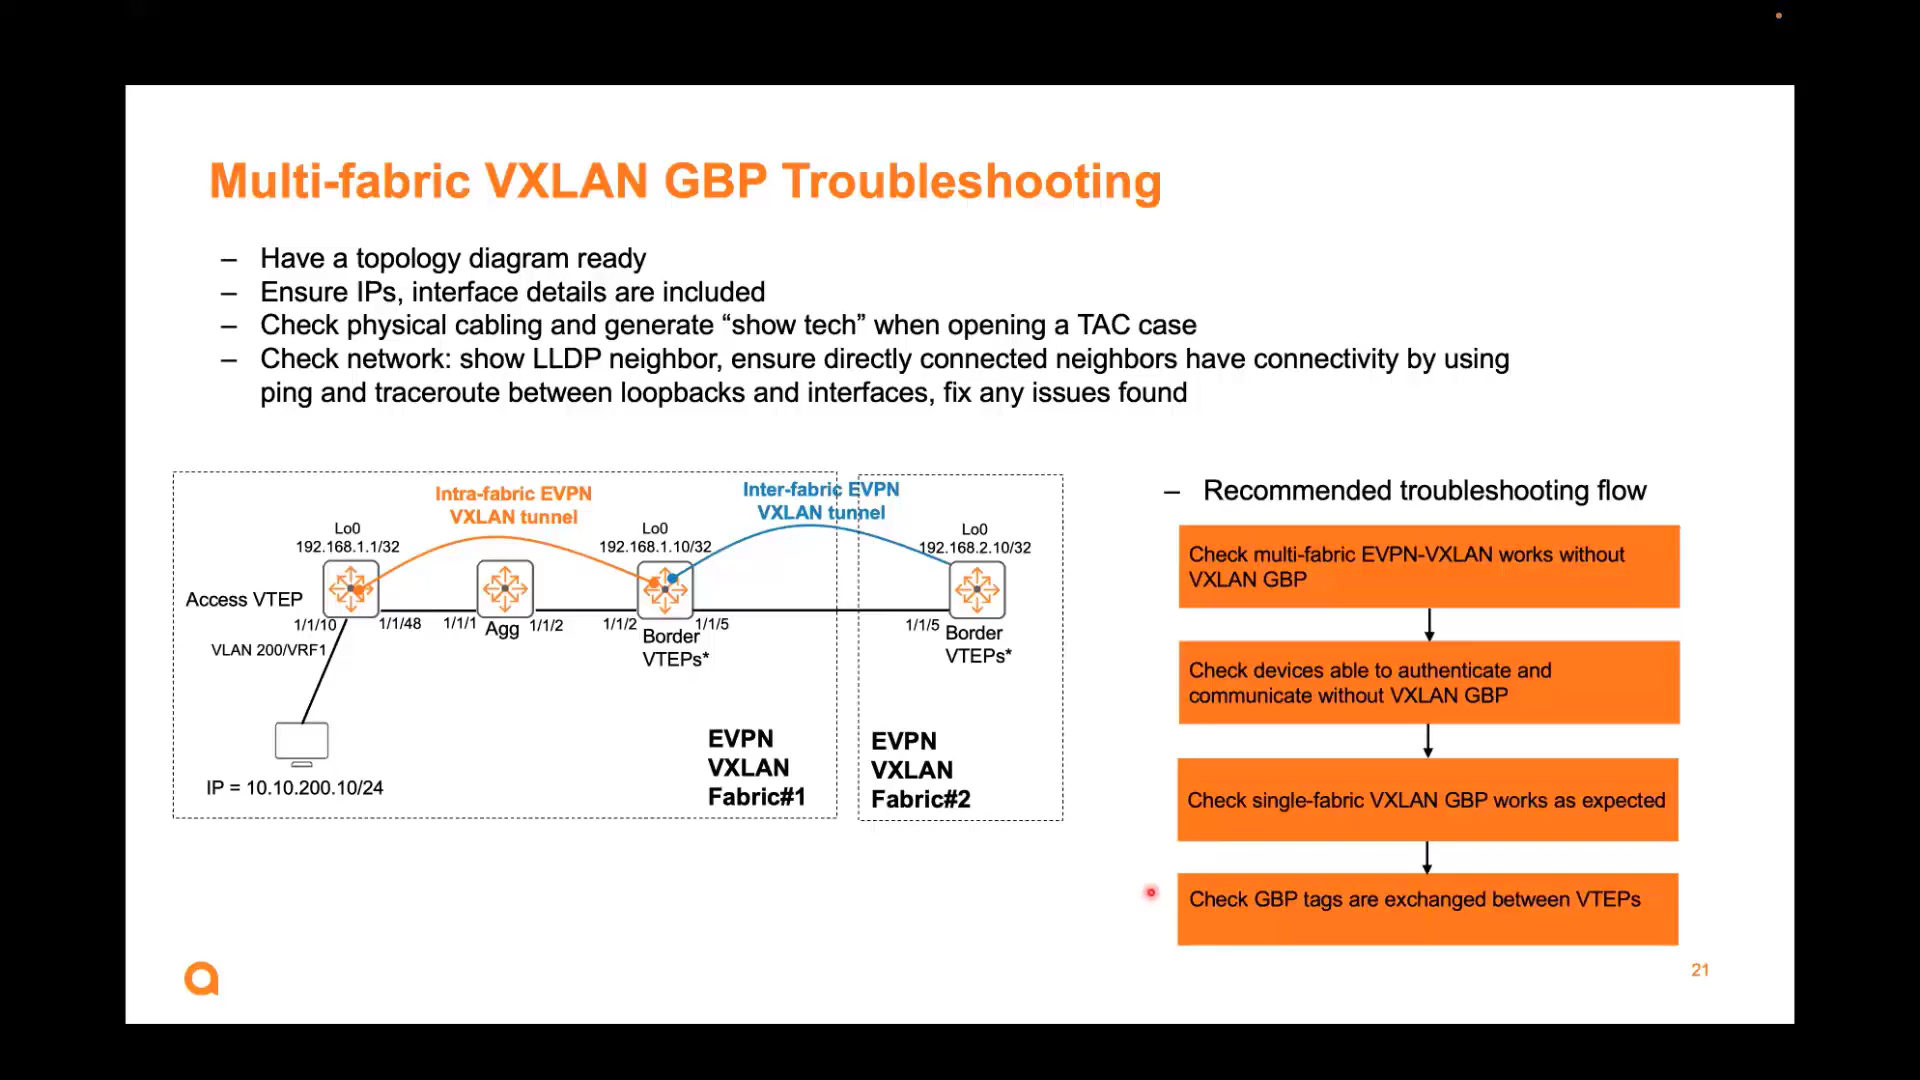 Multi-fabric VXLAN GBP Troubleshooting
– Have a topology diagram ready
– Ensure IPs, interface details are included
– Check physical cabling and generate “show tech” when opening a TAC case
– Check network: show LLDP neighbor, ensure directly connected neighbors have connectivity by using
ping and traceroute between loopbacks and interfaces, fix any issues found
Intra-fabric EVPN
VXLAN tunnel
Inter-fabric EVPN
VXLAN tunnel
Lo0
192.168.1.1/32
Lo0
192.168.1.10/32
Lo0
192.168.2.10/32
Access VTEP
1/1/10
1/1/48
1/1/1
Agg
1/1/2
1/1/2
Border
VTEPs*
1/1/5
1/1/5
Border
VTEPs*
VLAN 200/VRF1
IP = 10.10.200.10/24
EVPN
VXLAN
Fabric#1
EVPN
VXLAN
Fabric#2
– Recommended troubleshooting flow
Check multi-fabric EVPN-VXLAN works without
VXLAN GBP
Check devices able to authenticate and
communicate without VXLAN GBP
Check single-fabric VXLAN GBP works as expected
Check GBP tags are exchanged between VTEPs
21